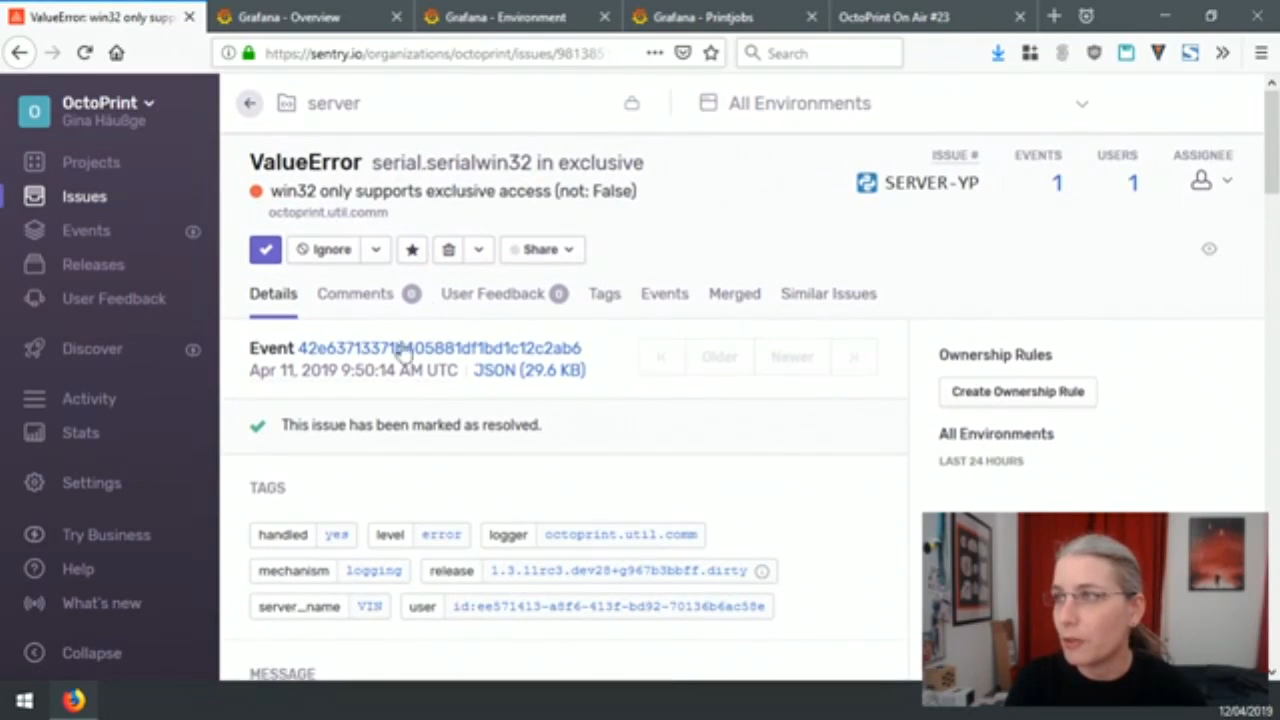 ValueError: win32 only supp
Grafana - Overview
Grafana - Environment
Grafana - Printjobs
OctoPrint On Air #23
https://sentry.io/organizations/octoprint/issues/981385
Search
O
OctoPrint
Gina Häußge
Projects
Issues
Events
Releases
User Feedback
Discover
Activity
Stats
Settings
Try Business
Help
What's new
Collapse
server
All Environments
ValueError serial.serialwin32 in exclusive
win32 only supports exclusive access (not: False)
octoprint.util.comm
ISSUE #
SERVER-YP
EVENTS
1
USERS
1
ASSIGNEE
Ignore
Share
Details
Comments 0
User Feedback 0
Tags
Events
Merged
Similar Issues
Apr 11, 2019 9:50:14 AM UTC JSON (29.6 KB)
Older
Newer
This issue has been marked as resolved.
TAGS
handled yes
level error
logger octoprint.util.comm
mechanism logging
release 1.3.11rc3.dev28+g967b3bbff.dirty
server_name VIN
user id:ee571413-a8f6-413f-bd92-70136b6ac58e
MESSAGE
Ownership Rules
Create Ownership Rule
All Environments
LAST 24 HOURS
12/04/2019